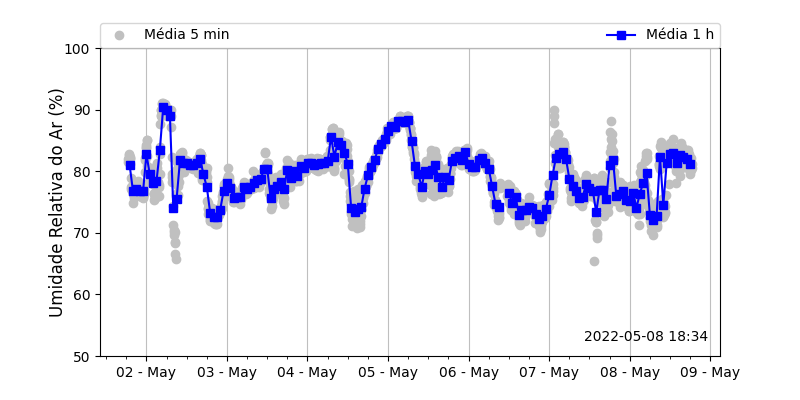 Média 5 min
Média 1 h
Umidade Relativa do Ar (%)
100
90
80
70
60
50
2022-05-08 18:34
02 - May
03 - May
04 - May
05 - May
06 - May
07 - May
08 - May
09 - May